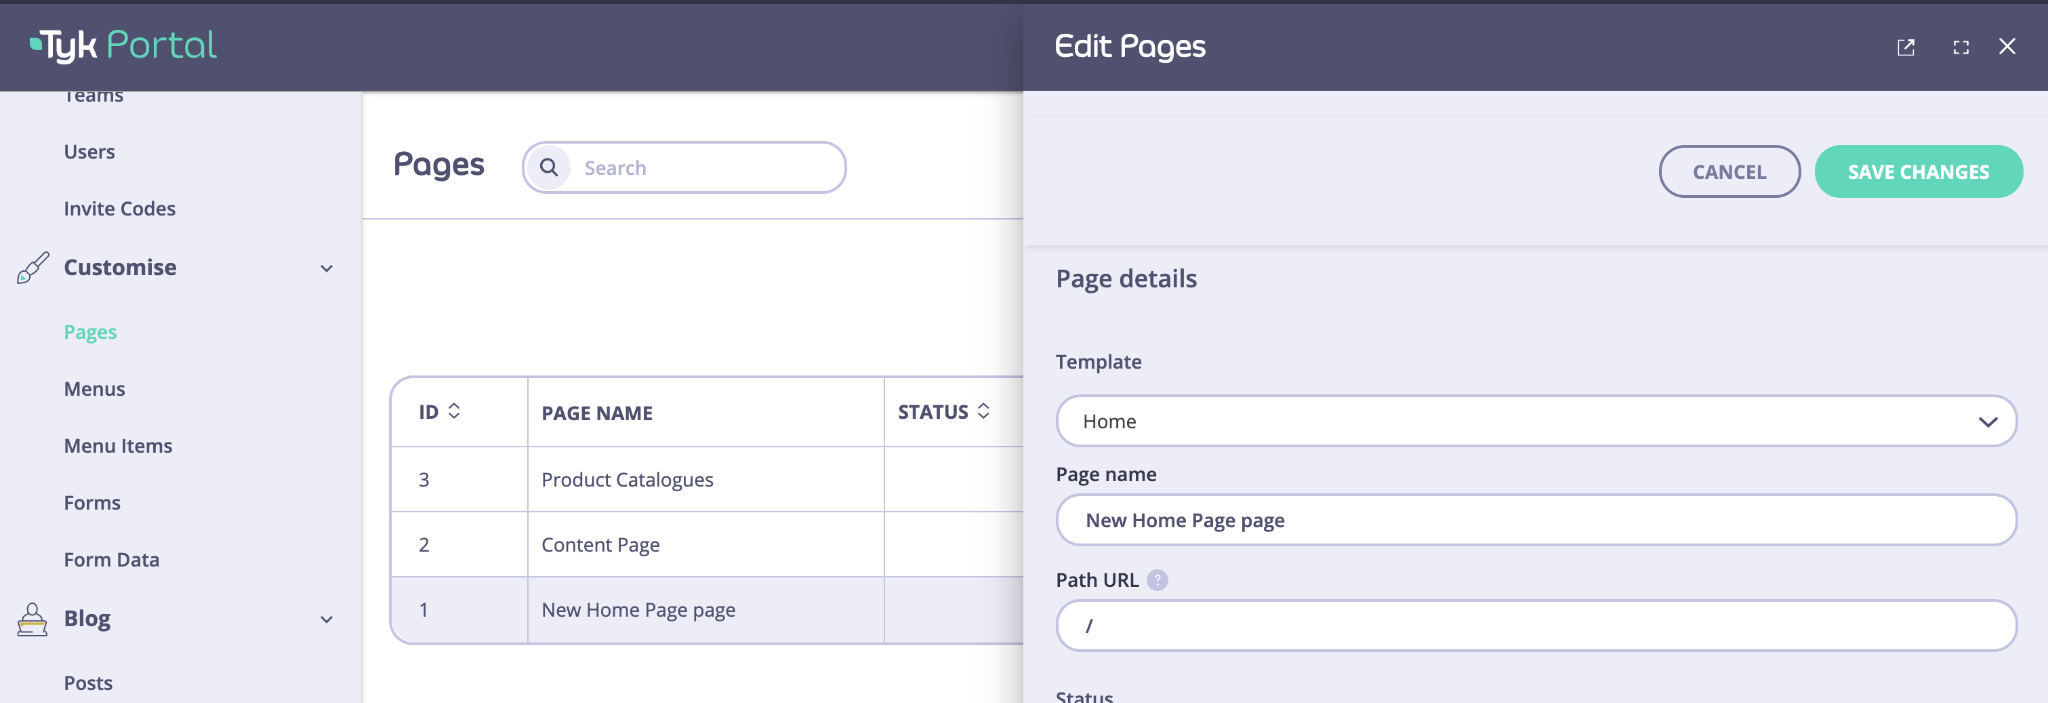 Tyk Portal
Teams
Users
Invite Codes
Customise
Pages
Menus
Menu Items
Forms
Form Data
Blog
Posts
Pages
Search
ID
PAGE NAME
STATUS
3
Product Catalogues
2
Content Page
1
New Home Page page
Edit Pages
CANCEL
SAVE CHANGES
Page details
Template
Home
Page name
New Home Page page
Path URL ?
/
Status